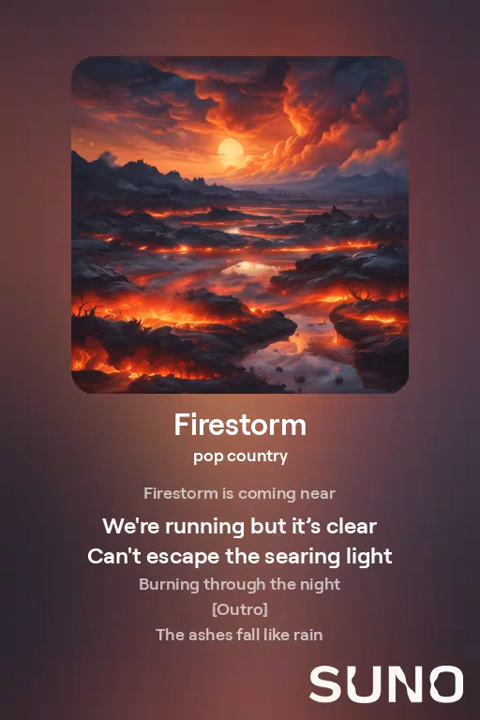 Firestorm
pop country
Firestorm is coming near
We're running but it’s clear
Can't escape the searing light
Burning through the night
[Outro]
The ashes fall like rain
SUNO